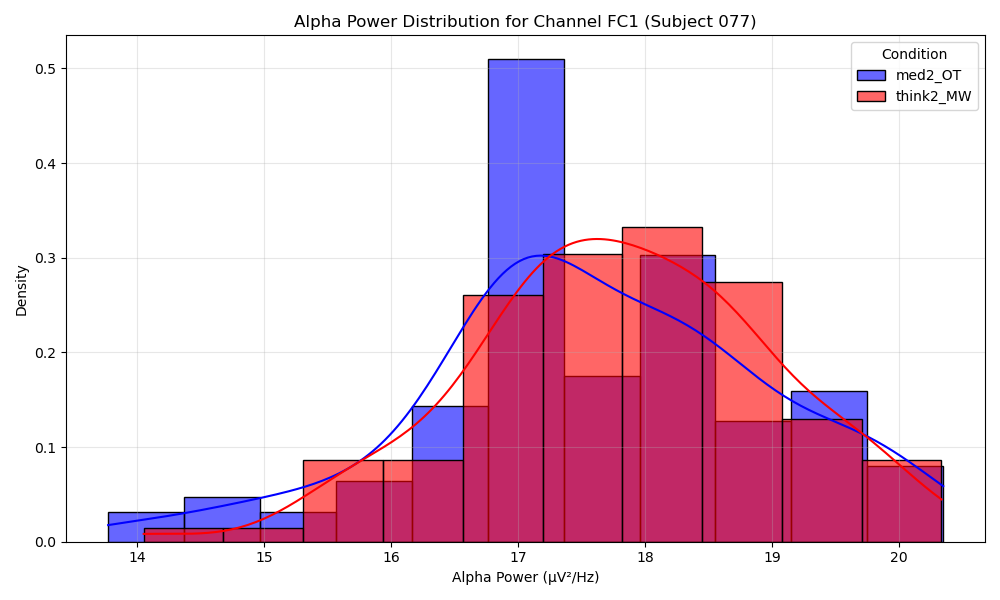 Alpha Power Distribution for Channel FC1 (Subject 077)
Condition
med2_OT
think2_MW
0.5
0.4
0.3
0.2
0.1
0.0
Density
14 15 16 17 18 19 20
Alpha Power (μV²/Hz)